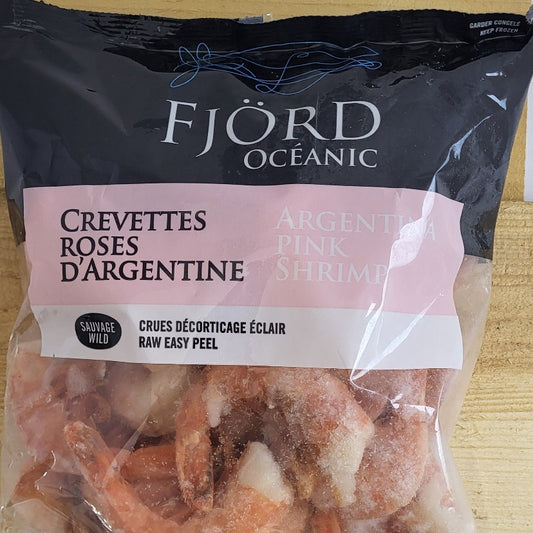 GARDER CONGELÉ
KEEP FROZEN
FJÖRD
OCÉANIC
CREVETTES
ROSES
D'ARGENTINE
ARGENTINA
PINK
SHRIMP
SAUVAGE
WILD
CRUES DÉCORTICAGE ÉCLAIR
RAW EASY PEEL